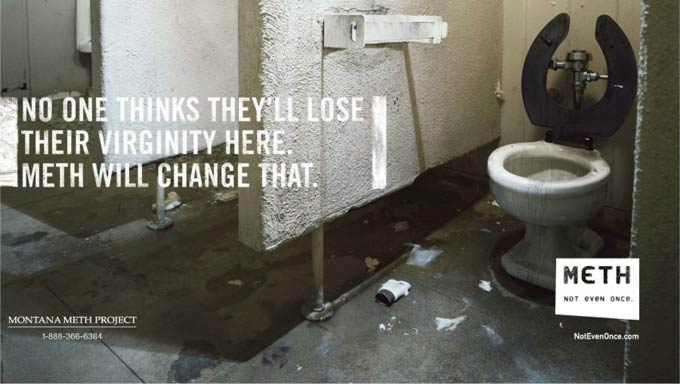 NO ONE THINKS THEY'LL LOSE
THEIR VIRGINITY HERE.
METH WILL CHANGE THAT.
METH
NOT EVEN ONCE.
MONTANA METH PROJECT
1-888-366-6384
NotEvenOnce.com